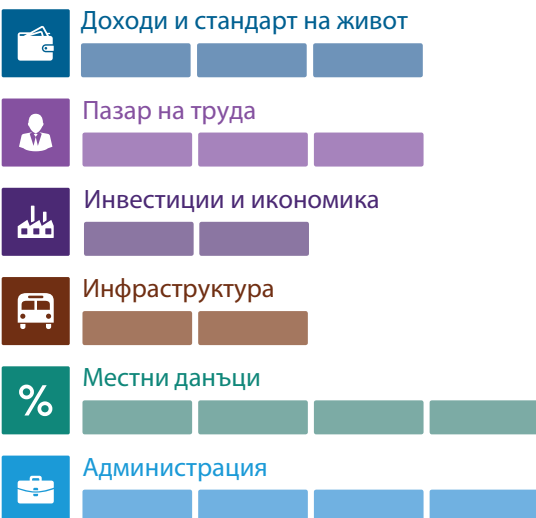 Доходи и стандарт на живот
Пазар на труда
Инвестиции и икономика
Инфраструктура
%
Местни данъци
Администрация